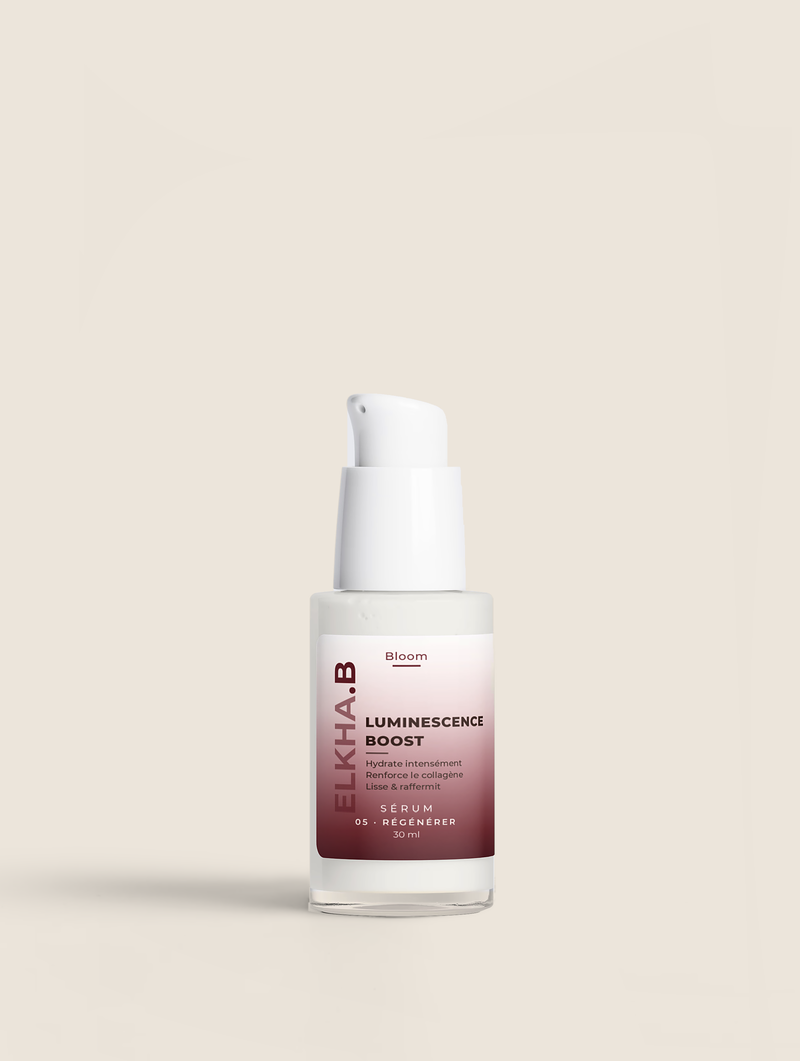 Bloom
ELKHA.B
LUMINESCENCE
BOOST
Hydrate intensément
Renforce le collagène
Lisse & raffermit
SÉRUM
05 · RÉGÉNÉRER
30 ml